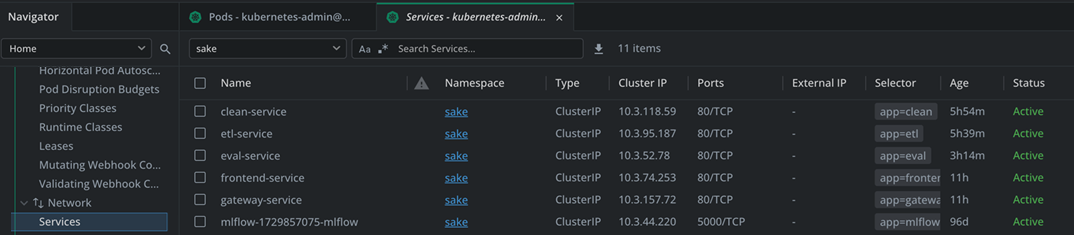 Navigator
Pods - kubernetes-admin@...
Services - kubernetes-admin...
Home
sake
Aa .* Search Services...
11 items
Horizontal Pod Autosc...
Pod Disruption Budgets
Priority Classes
Runtime Classes
Leases
Mutating Webhook Co...
Validating Webhook C...
Network
Services
Name Namespace Type Cluster IP Ports External IP Selector Age Status
clean-service sake ClusterIP 10.3.118.59 80/TCP - app=clean 5h54m Active
etl-service sake ClusterIP 10.3.95.187 80/TCP - app=etl 5h39m Active
eval-service sake ClusterIP 10.3.52.78 80/TCP - app=eval 3h14m Active
frontend-service sake ClusterIP 10.3.74.253 80/TCP - app=fronten 11h Active
gateway-service sake ClusterIP 10.3.157.72 80/TCP - app=gatewa 11h Active
mlflow-1729857075-mlflow sake ClusterIP 10.3.44.220 5000/TCP - app=mlflow 96d Active